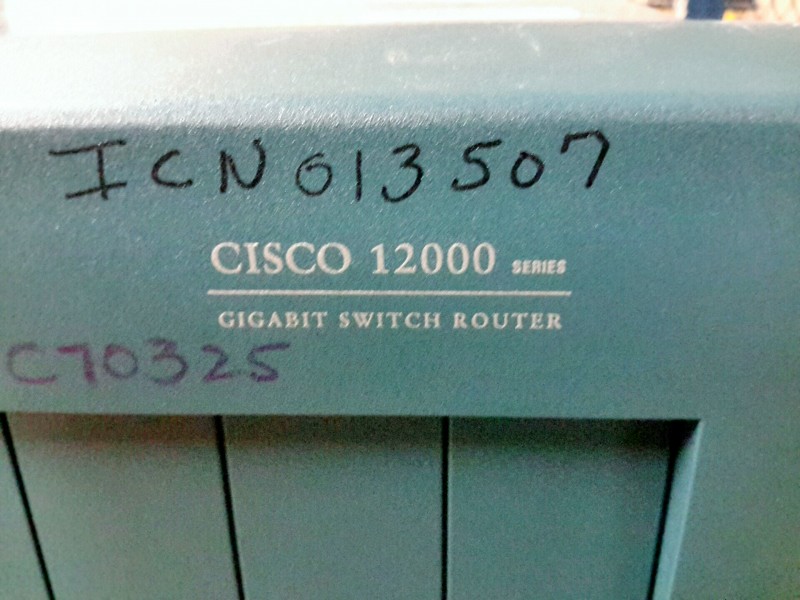 ICN013507
CISCO 12000 SERIES
GIGABIT SWITCH ROUTER
C70325